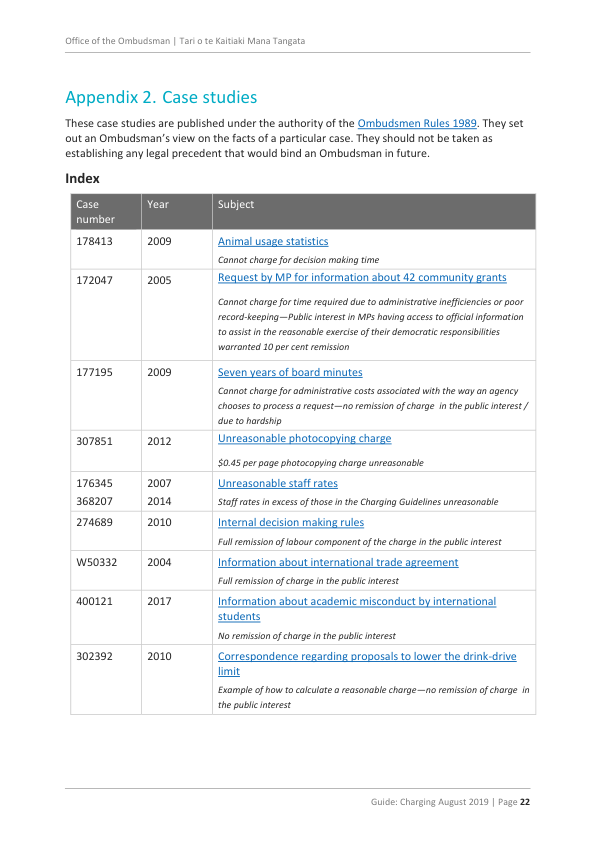 Office of the Ombudsman | Tari o te Kaitiaki Mana Tangata
Appendix 2. Case studies
These case studies are published under the authority of the Ombudsmen Rules 1989. They set
out an Ombudsman's view on the facts of a particular case. They should not be taken as
establishing any legal precedent that would bind an Ombudsman in future.
Index
Case number Year Subject
178413 2009 Animal usage statistics
Cannot charge for decision making time
172047 2005 Request by MP for information about 42 community grants
Cannot charge for time required due to administrative inefficiencies or poor
record-keeping—Public interest in MPs having access to official information
to assist in the reasonable exercise of their democratic responsibilities
warranted 10 per cent remission
177195 2009 Seven years of board minutes
Cannot charge for administrative costs associated with the way an agency
chooses to process a request—no remission of charge in the public interest /
due to hardship
307851 2012 Unreasonable photocopying charge
$0.45 per page photocopying charge unreasonable
176345 2007 Unreasonable staff rates
368207 2014 Staff rates in excess of those in the Charging Guidelines unreasonable
274689 2010 Internal decision making rules
Full remission of labour component of the charge in the public interest
W50332 2004 Information about international trade agreement
Full remission of charge in the public interest
400121 2017 Information about academic misconduct by international
students
No remission of charge in the public interest
302392 2010 Correspondence regarding proposals to lower the drink-drive
limit
Example of how to calculate a reasonable charge—no remission of charge in
the public interest
Guide: Charging August 2019 | Page 22